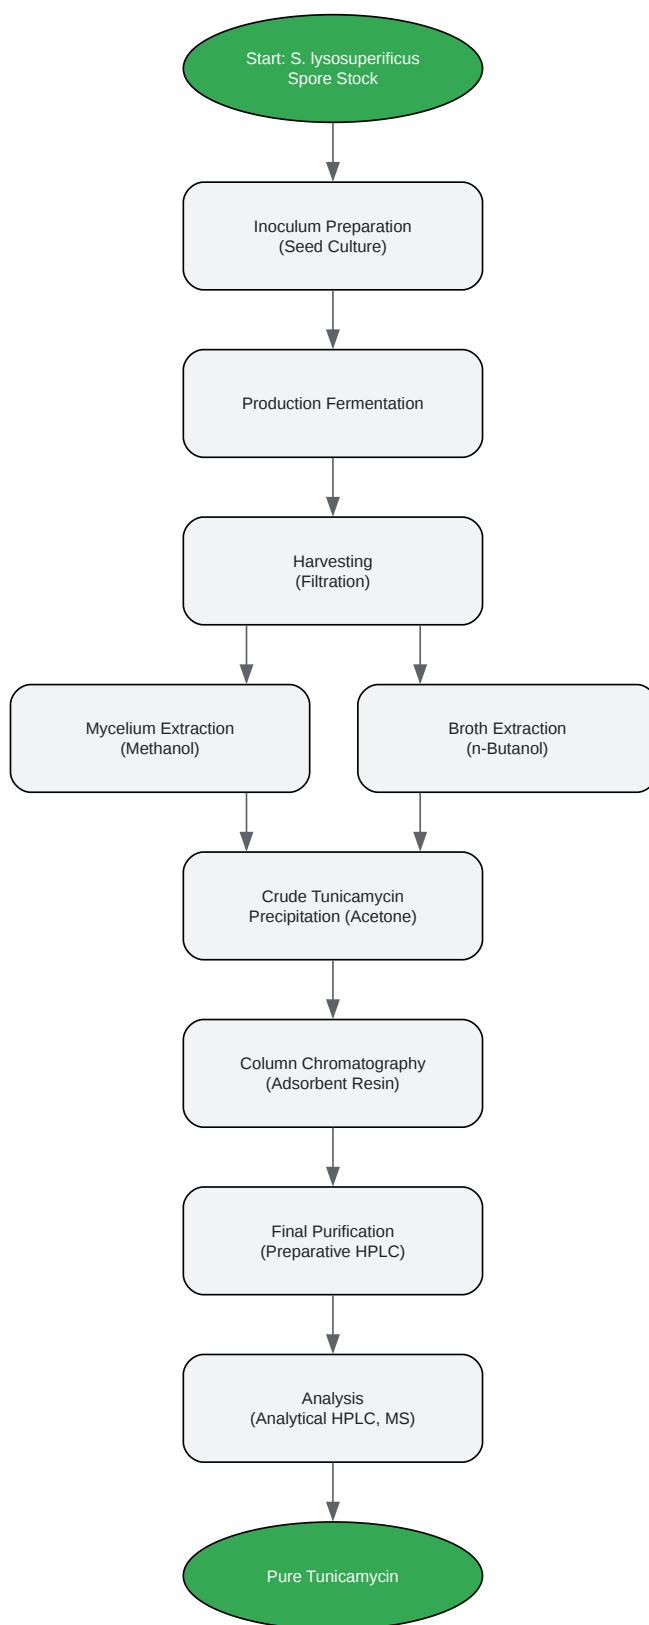 Start: S. lysosuperificus
Spore Stock
Inoculum Preparation
(Seed Culture)
Production Fermentation
Harvesting
(Filtration)
Mycelium Extraction
(Methanol)
Broth Extraction
(n-Butanol)
Crude Tunicamycin
Precipitation (Acetone)
Column Chromatography
(Adsorbent Resin)
Final Purification
(Preparative HPLC)
Analysis
(Analytical HPLC, MS)
Pure Tunicamycin